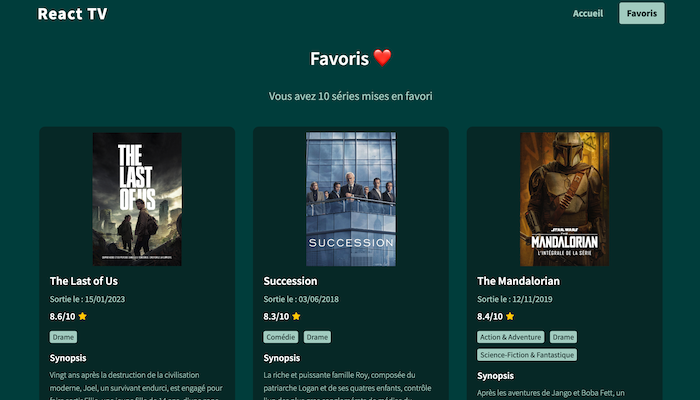 React TV
Accueil
Favoris
Favoris ❤️
Vous avez 10 séries mises en favori
THE
LAST
OF US
SUCCESSION
STAR WARS
THE
MANDALORIAN
L'INTÉGRALE DE LA SÉRIE
The Last of Us
Sortie le : 15/01/2023
8.6/10 ⭐
Drame
Synopsis
Vingt ans après la destruction de la civilisation
moderne, Joel, un survivant endurci, est engagé pour
Succession
Sortie le : 03/06/2018
8.3/10 ⭐
Comédie
Drame
Synopsis
La riche et puissante famille Roy, composée du
patriarche Logan et de ses quatres enfants, contrôle
The Mandalorian
Sortie le : 12/11/2019
8.4/10 ⭐
Action & Adventure
Drame
Science-Fiction & Fantastique
Synopsis
Après les aventures de Jango et Boba Fett, un